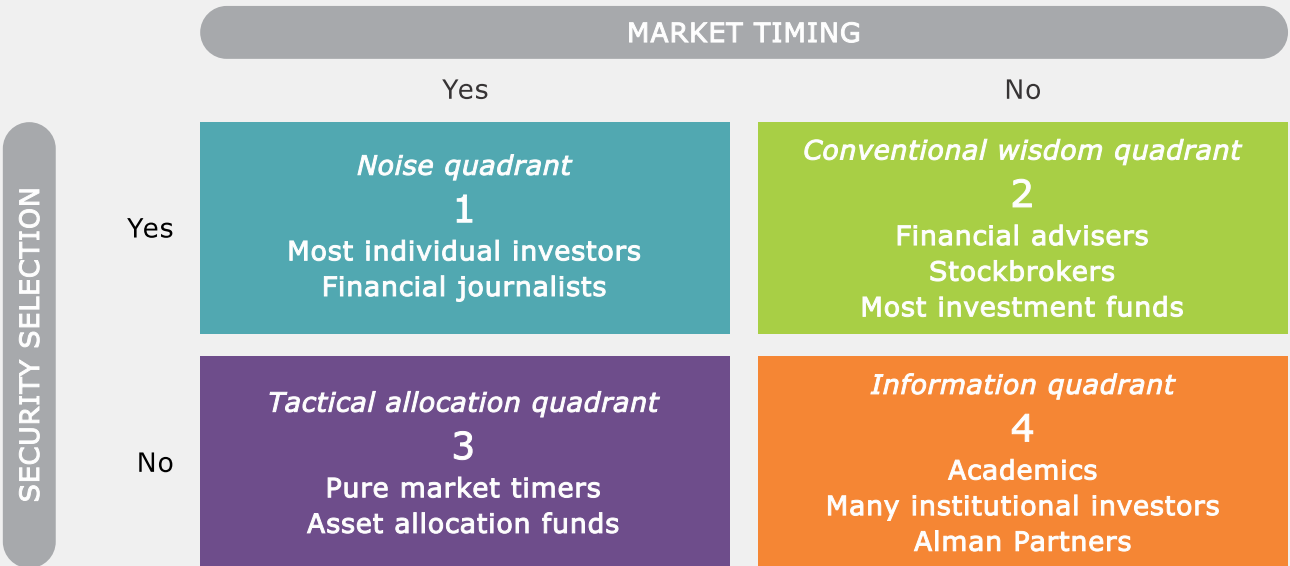 MARKET TIMING
Yes
No
SECURITY SELECTION
Yes
Noise quadrant
1
Most individual investors
Financial journalists
Conventional wisdom quadrant
2
Financial advisers
Stockbrokers
Most investment funds
No
Tactical allocation quadrant
3
Pure market timers
Asset allocation funds
Information quadrant
4
Academics
Many institutional investors
Alman Partners